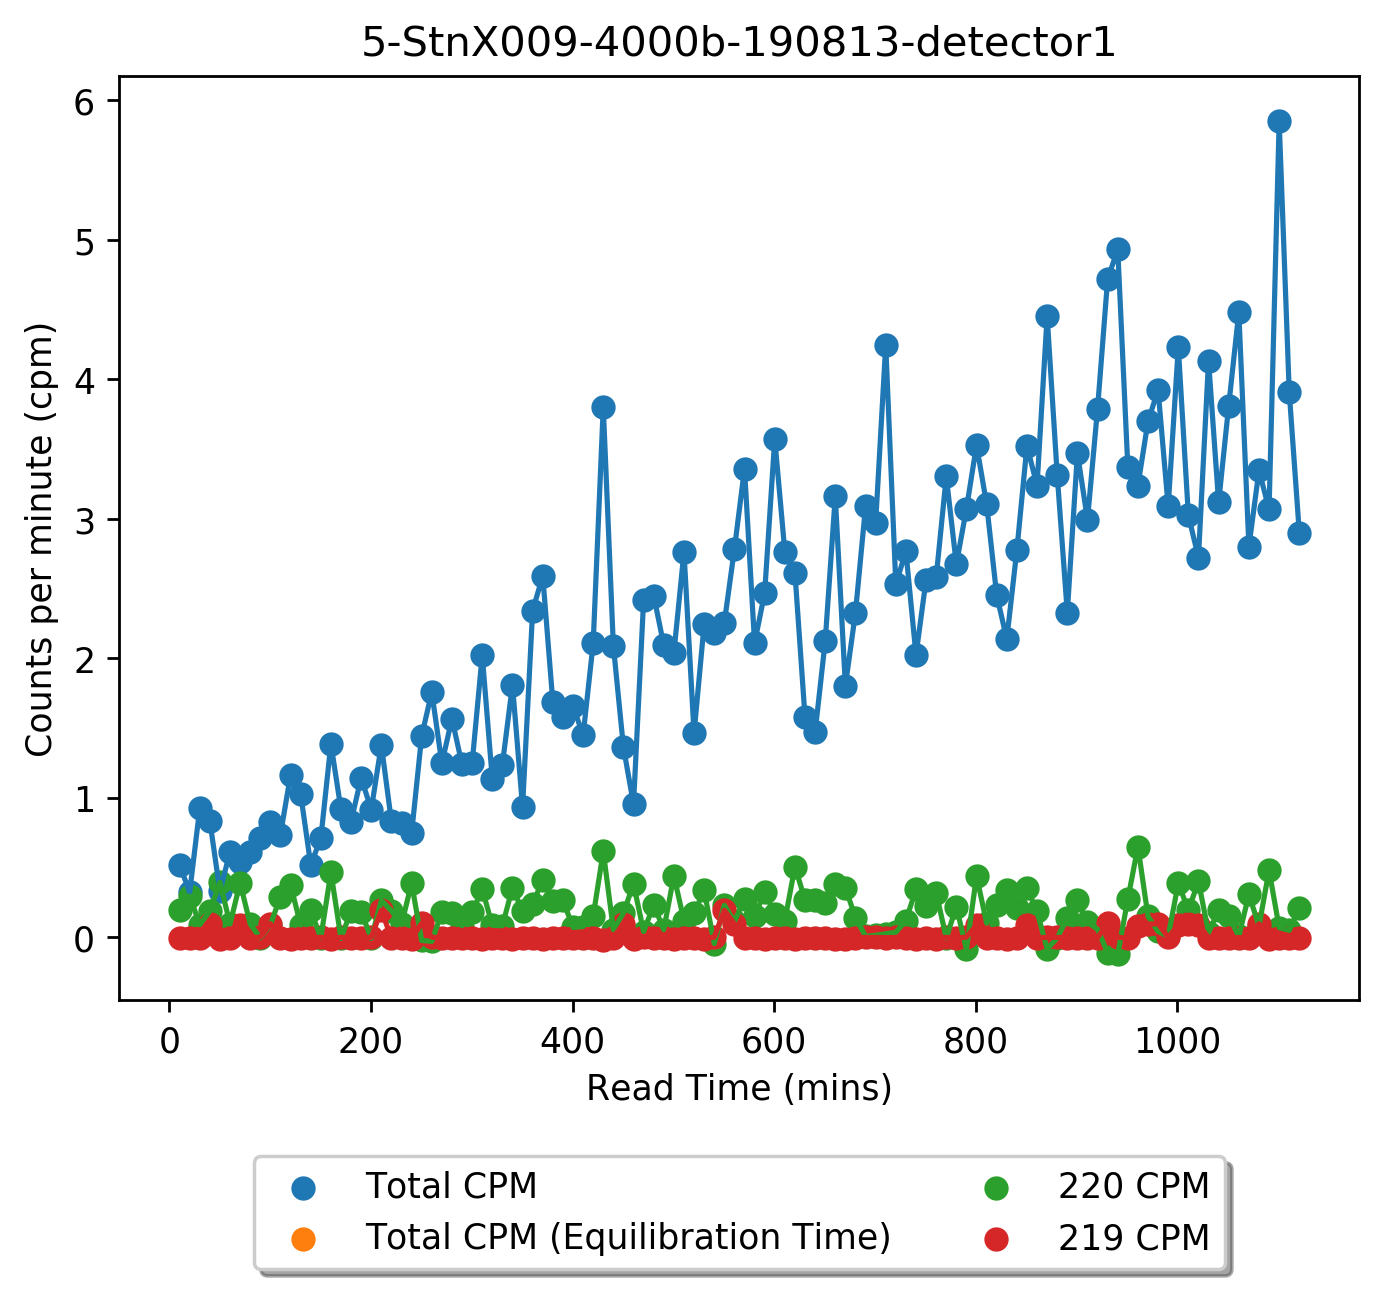 5-StnX009-4000b-190813-detector1
6
5
4
3
2
1
0
Counts per minute (cpm)
0 200 400 600 800 1000
Read Time (mins)
Total CPM
Total CPM (Equilibration Time)
220 CPM
219 CPM